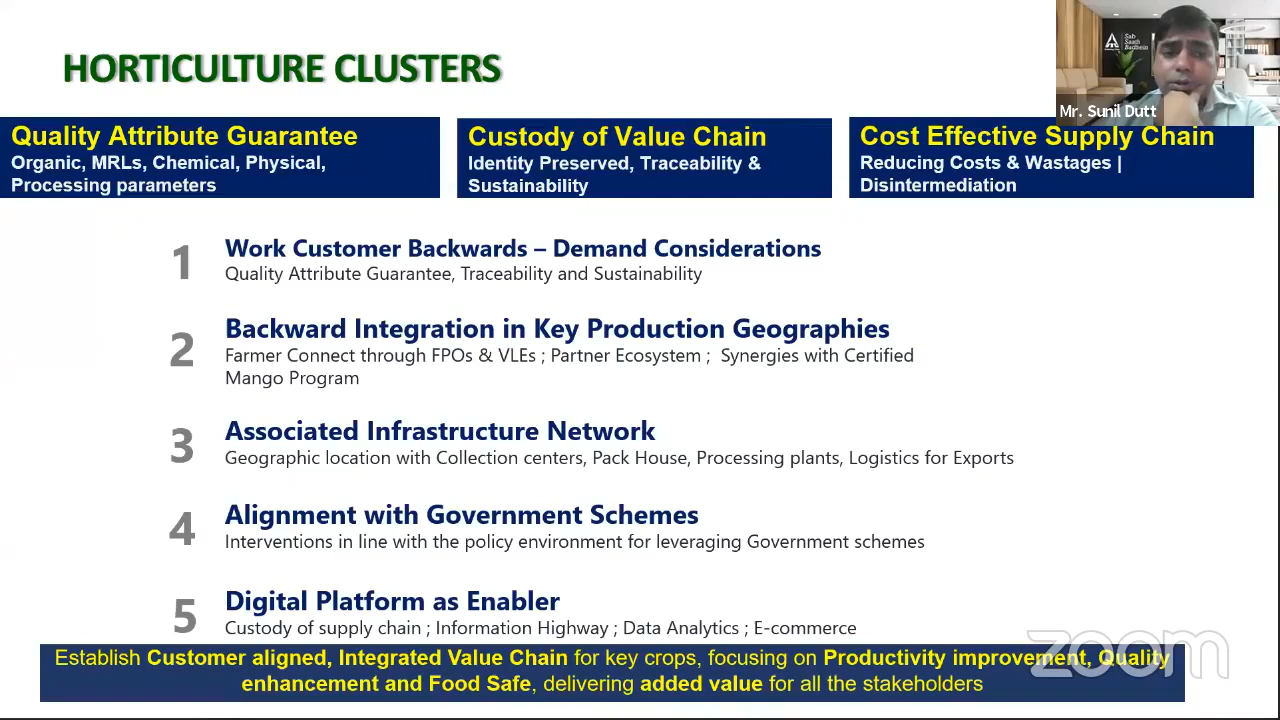 HORTICULTURE CLUSTERS
Sab
Saath
Badhein
Mr. Sunil Dutt
Quality Attribute Guarantee
Organic, MRLs, Chemical, Physical,
Processing parameters
Custody of Value Chain
Identity Preserved, Traceability &
Sustainability
Cost Effective Supply Chain
Reducing Costs & Wastages |
Disintermediation
1
Work Customer Backwards – Demand Considerations
Quality Attribute Guarantee, Traceability and Sustainability
2
Backward Integration in Key Production Geographies
Farmer Connect through FPOs & VLEs ; Partner Ecosystem ; Synergies with Certified
Mango Program
3
Associated Infrastructure Network
Geographic location with Collection centers, Pack House, Processing plants, Logistics for Exports
4
Alignment with Government Schemes
Interventions in line with the policy environment for leveraging Government schemes
5
Digital Platform as Enabler
Custody of supply chain ; Information Highway ; Data Analytics ; E-commerce
Establish Customer aligned, Integrated Value Chain for key crops, focusing on Productivity improvement, Quality
enhancement and Food Safe, delivering added value for all the stakeholders
zoom